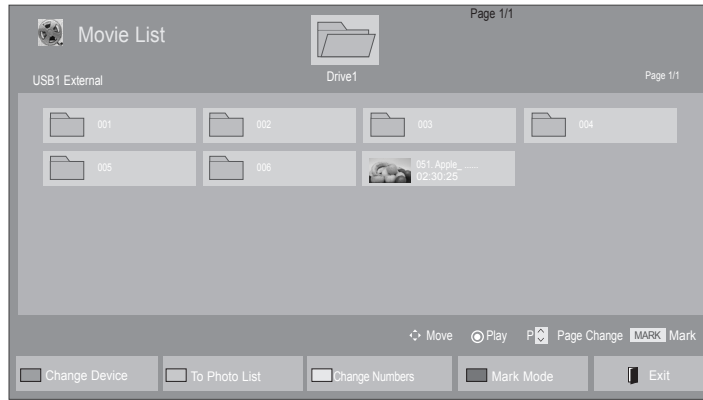 Page 1/1
Movie List
Drive1
USB1 External
Page 1/1
001
002
003
004
005
006
051. Apple_ ......
02:30:25
Move
Play
P
Page Change
MARK
Mark
Change Device
To Photo List
Change Numbers
Mark Mode
Exit